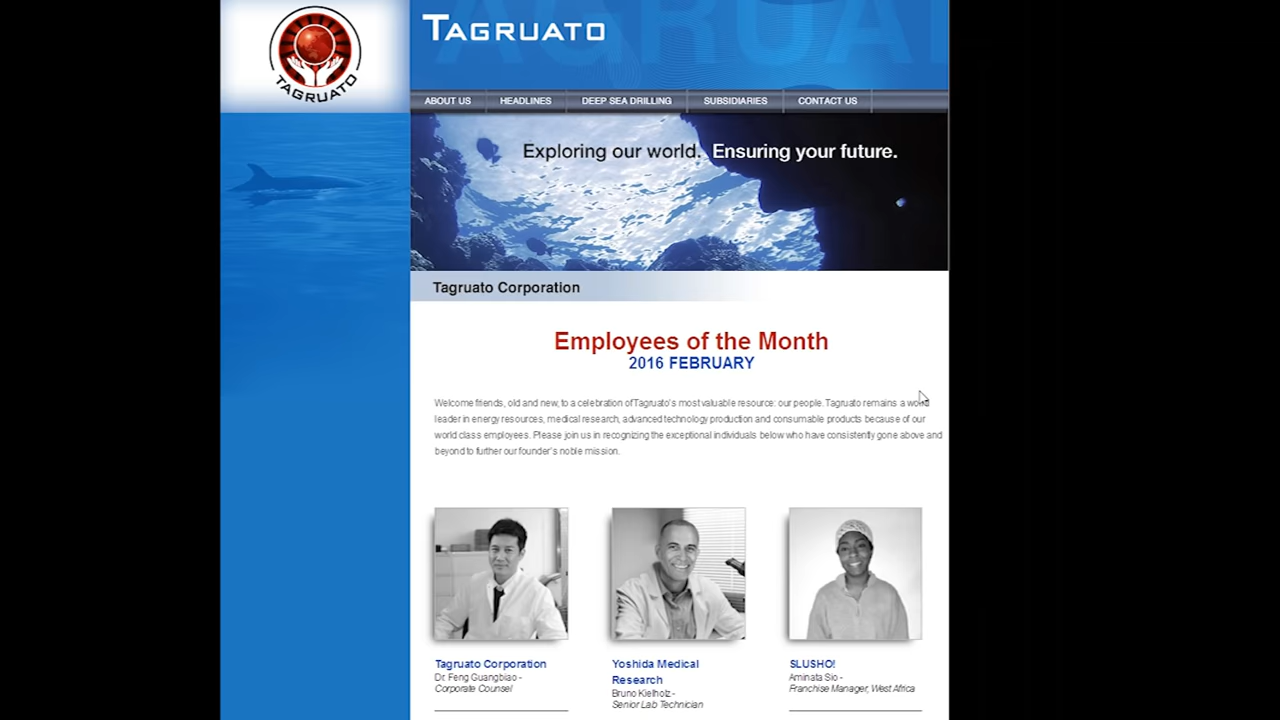 TAGRUATO
TAGRUATO
ABOUT US
HEADLINES
DEEP SEA DRILLING
SUBSIDIARIES
CONTACT US
Exploring our world. Ensuring your future.
Tagruato Corporation
Employees of the Month
2016 FEBRUARY
Welcome friends, old and new, to a celebration of Tagruato's most valuable resource: our people. Tagruato remains a world
leader in energy resources, medical research, advanced technology production and consumable products because of our
world class employees. Please join us in recognizing the exceptional individuals below who have consistently gone above and
beyond to further our founder's noble mission.
Tagruato Corporation
Dr. Feng Guangbiao -
Corporate Counsel
Yoshida Medical
Research
Bruno Kielholz -
Senior Lab Technician
SLUSHO!
Aminata Sio -
Franchise Manager, West Africa